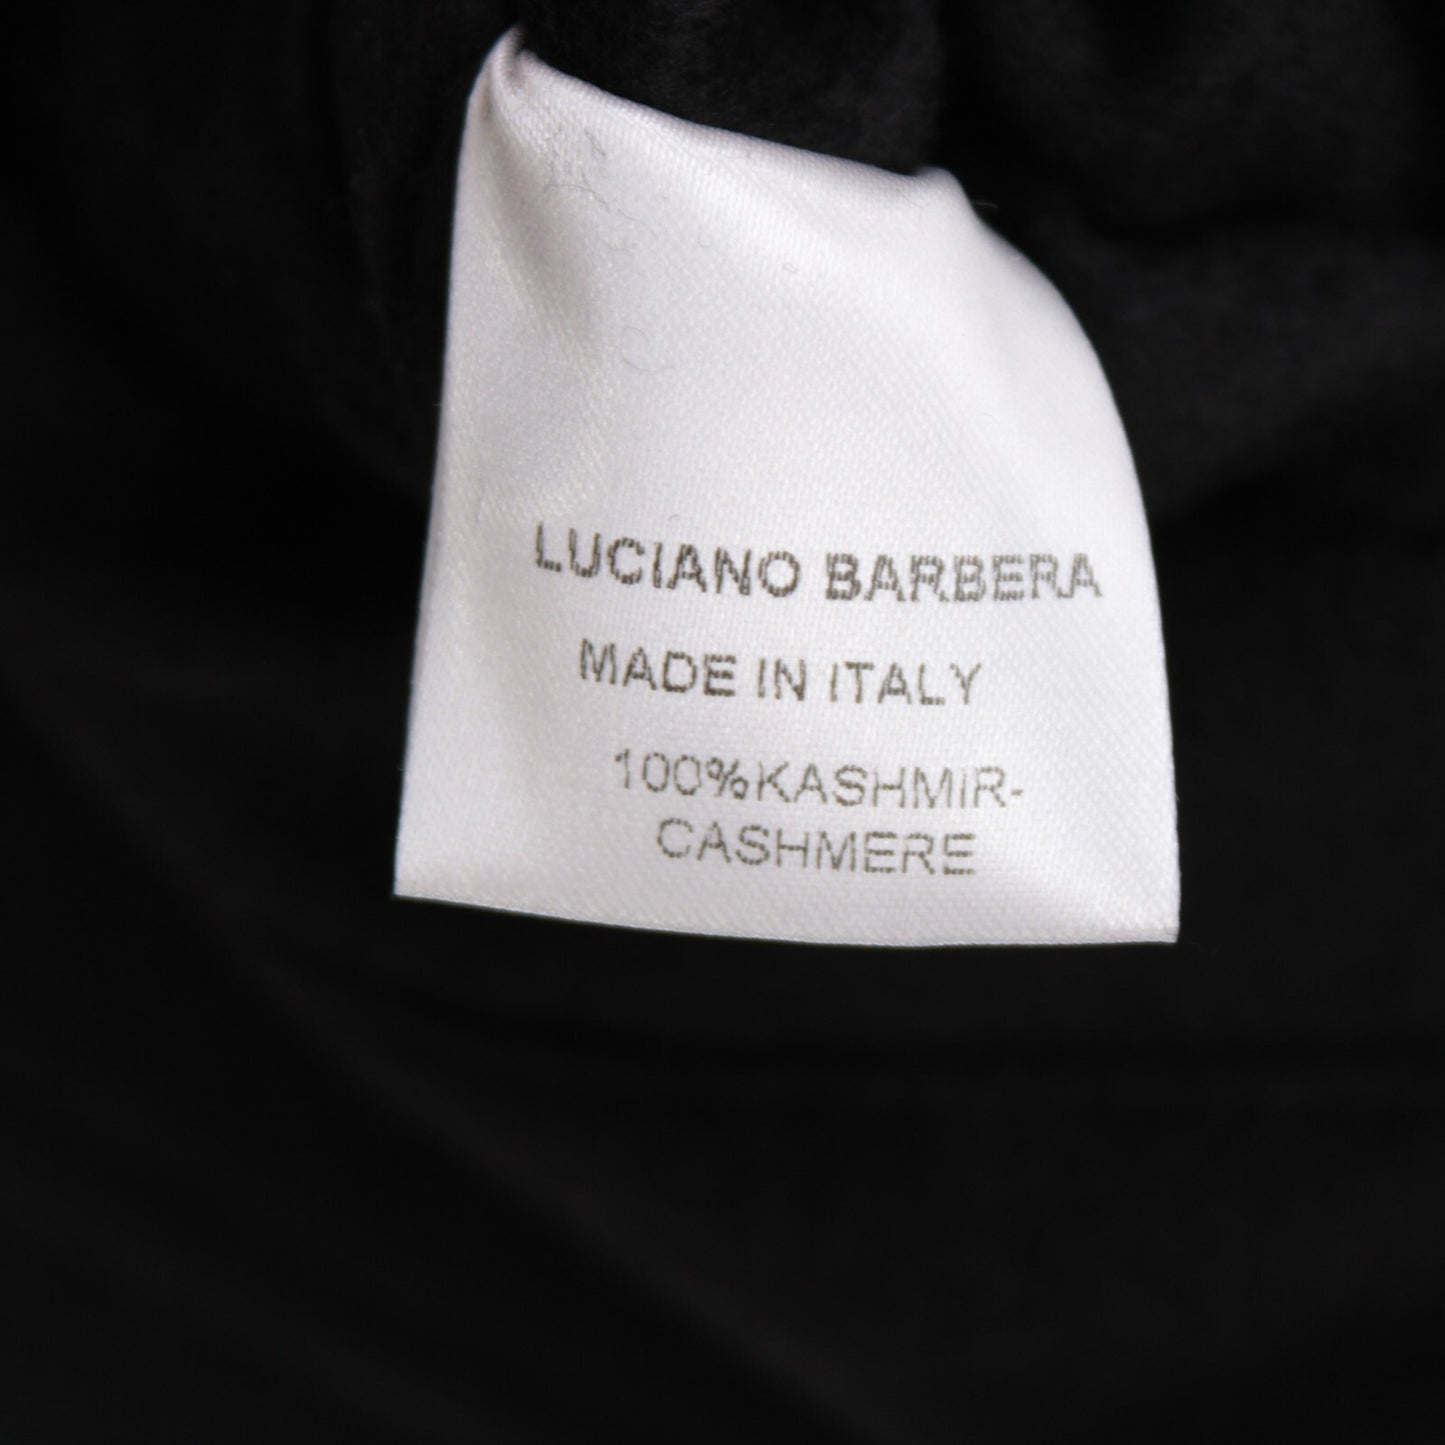 LUCIANO BARBERA
MADE IN ITALY
100%KASHMIR-
CASHMERE